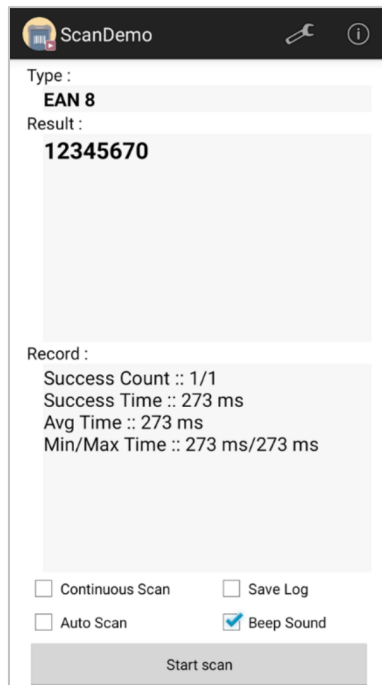 ScanDemo
Type :
EAN 8
Result :
12345670
Record :
Success Count :: 1/1
Success Time :: 273 ms
Avg Time :: 273 ms
Min/Max Time :: 273 ms/273 ms
Continuous Scan
Save Log
Auto Scan
Beep Sound
Start scan